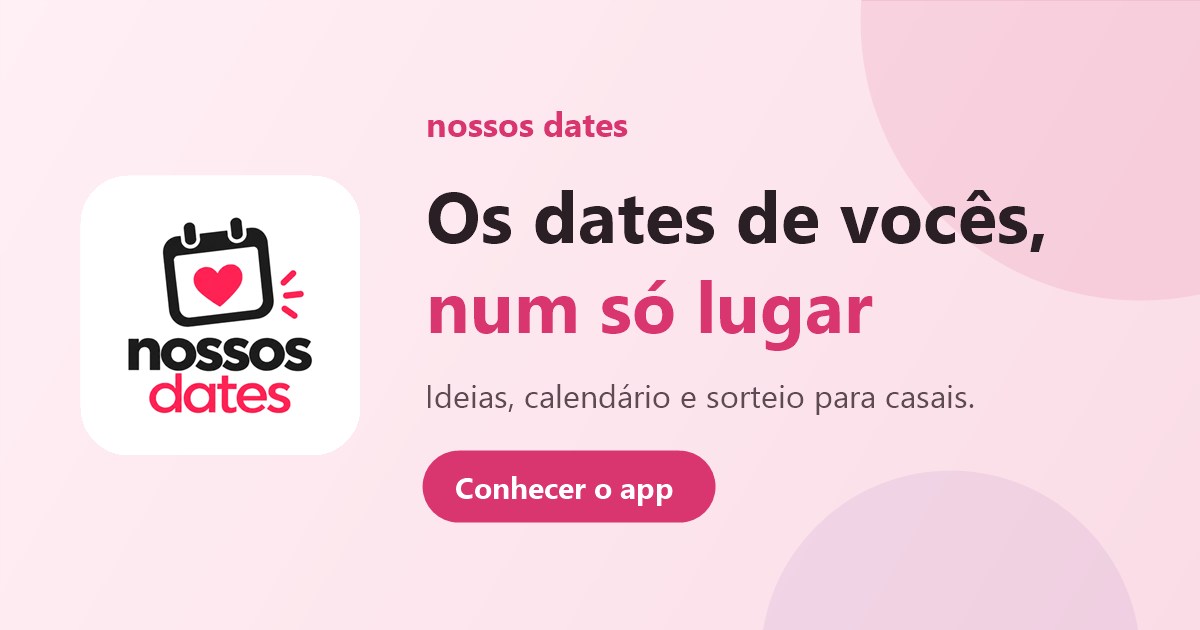 nossos dates
Os dates de vocês,
num só lugar
Ideias, calendário e sorteio para casais.
Conhecer o app
nossos
dates